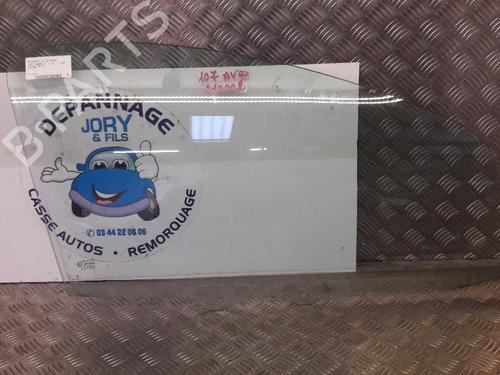 B-PARTS
107 AVD
DEPANNAGE
JORY
& FILS
03 44 22 06 06
CASSE AUTOS • REMORQUAGE •